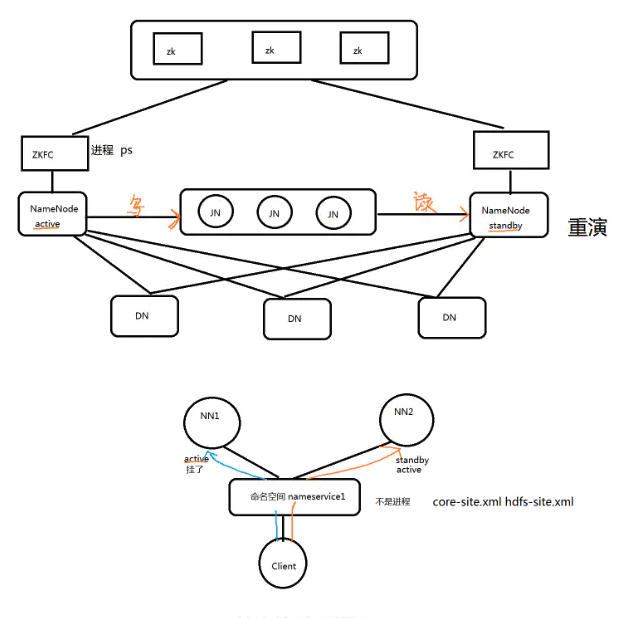 zk
zk
zk
ZKFC
进程 ps
ZKFC
NameNode
active
写
JN
JN
JN
读
NameNode
standby
重演
DN
DN
DN
NN1
NN2
active
挂了
standby
active
命名空间 nameservice1
不是进程
core-site.xml hdfs-site.xml
Client